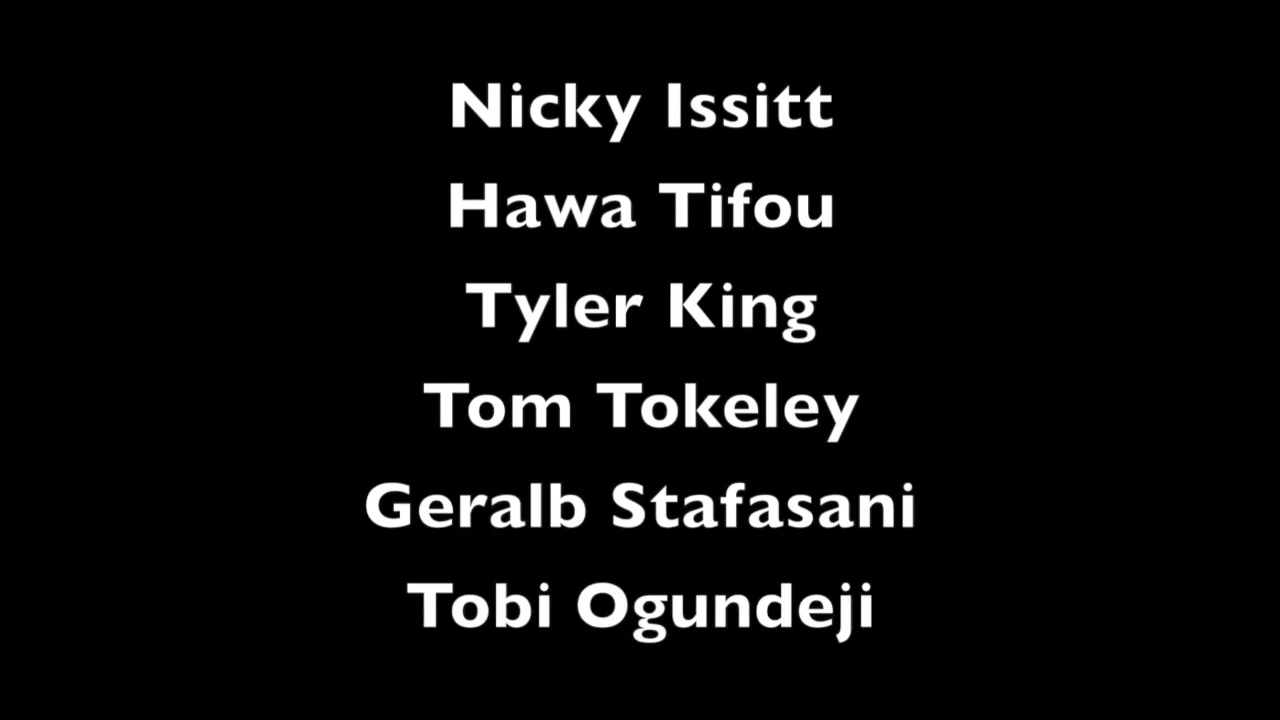 Nicky Issitt
Hawa Tifou
Tyler King
Tom Tokeley
Geralb Stafasani
Tobi Ogundeji